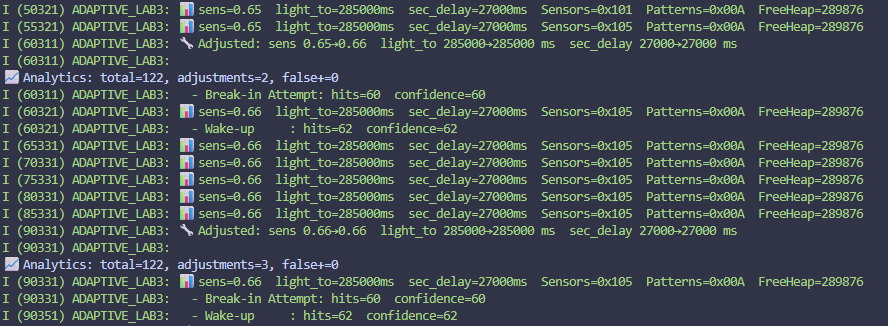 I (50321) ADAPTIVE_LAB3: 📊 sens=0.65  light_to=285000ms  sec_delay=27000ms  Sensors=0x101  Patterns=0x00A  FreeHeap=289876
I (55321) ADAPTIVE_LAB3: 📊 sens=0.65  light_to=285000ms  sec_delay=27000ms  Sensors=0x105  Patterns=0x00A  FreeHeap=289876
I (60311) ADAPTIVE_LAB3: 🔧 Adjusted: sens 0.65→0.66  light_to 285000→285000 ms  sec_delay 27000→27000 ms
I (60311) ADAPTIVE_LAB3:
📈 Analytics: total=122, adjustments=2, false+=0
I (60311) ADAPTIVE_LAB3:   - Break-in Attempt: hits=60  confidence=60
I (60321) ADAPTIVE_LAB3: 📊 sens=0.66  light_to=285000ms  sec_delay=27000ms  Sensors=0x105  Patterns=0x00A  FreeHeap=289876
I (60321) ADAPTIVE_LAB3:   - Wake-up     : hits=62  confidence=62
I (65331) ADAPTIVE_LAB3: 📊 sens=0.66  light_to=285000ms  sec_delay=27000ms  Sensors=0x105  Patterns=0x00A  FreeHeap=289876
I (70331) ADAPTIVE_LAB3: 📊 sens=0.66  light_to=285000ms  sec_delay=27000ms  Sensors=0x105  Patterns=0x00A  FreeHeap=289876
I (75331) ADAPTIVE_LAB3: 📊 sens=0.66  light_to=285000ms  sec_delay=27000ms  Sensors=0x105  Patterns=0x00A  FreeHeap=289876
I (80331) ADAPTIVE_LAB3: 📊 sens=0.66  light_to=285000ms  sec_delay=27000ms  Sensors=0x105  Patterns=0x00A  FreeHeap=289876
I (85331) ADAPTIVE_LAB3: 📊 sens=0.66  light_to=285000ms  sec_delay=27000ms  Sensors=0x105  Patterns=0x00A  FreeHeap=289876
I (90331) ADAPTIVE_LAB3: 🔧 Adjusted: sens 0.66→0.66  light_to 285000→285000 ms  sec_delay 27000→27000 ms
I (90331) ADAPTIVE_LAB3:
📈 Analytics: total=122, adjustments=3, false+=0
I (90331) ADAPTIVE_LAB3: 📊 sens=0.66  light_to=285000ms  sec_delay=27000ms  Sensors=0x105  Patterns=0x00A  FreeHeap=289876
I (90331) ADAPTIVE_LAB3:   - Break-in Attempt: hits=60  confidence=60
I (90351) ADAPTIVE_LAB3:   - Wake-up     : hits=62  confidence=62